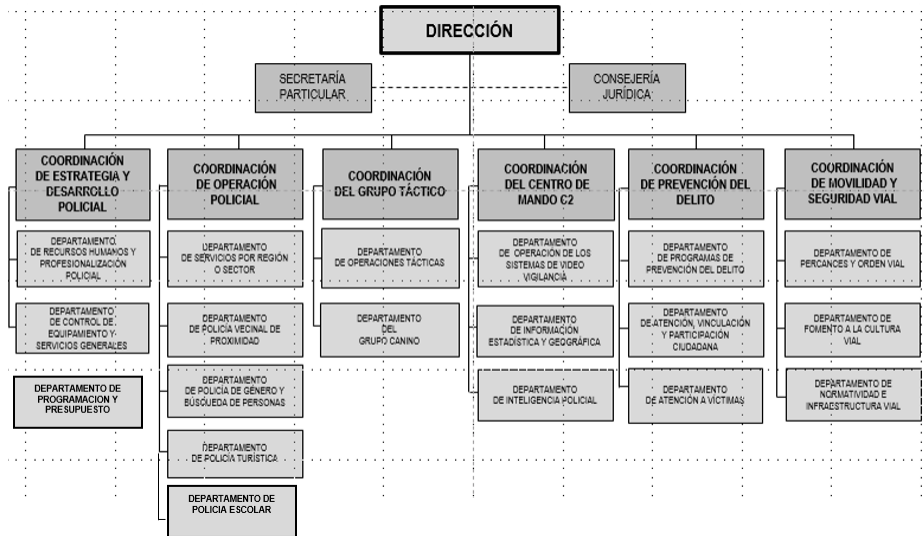 DIRECCIÓN
SECRETARÍA
PARTICULAR
CONSEJERÍA
JURÍDICA
COORDINACIÓN
DE ESTRATEGIA Y
DESARROLLO
POLICIAL
COORDINACIÓN
DE OPERACIÓN
POLICIAL
COORDINACIÓN
DEL GRUPO TÁCTICO
COORDINACIÓN
DEL CENTRO DE
MANDO C2
COORDINACIÓN
DE PREVENCIÓN DEL
DELITO
COORDINACIÓN
DE MOVILIDAD Y
SEGURIDAD VIAL
DEPARTAMENTO
DE RECURSOS HUMANOS Y
PROFESIONALIZACIÓN
POLICIAL
DEPARTAMENTO
DE SERVICIOS POR REGIÓN
O SECTOR
DEPARTAMENTO
DE OPERACIONES TÁCTICAS
DEPARTAMENTO
DE OPERACIÓN DE LOS
SISTEMAS DE VIDEO
VIGILANCIA
DEPARTAMENTO
DE PROGRAMAS DE
PREVENCIÓN DEL DELITO
DEPARTAMENTO DE
PERCANCES Y ORDEN VIAL
DEPARTAMENTO
DE CONTROL DE
EQUIPAMIENTO Y
SERVICIOS GENERALES
DEPARTAMENTO
DE POLICÍA VECINAL DE
PROXIMIDAD
DEPARTAMENTO
DEL
GRUPO CANINO
DEPARTAMENTO
DE INFORMACIÓN
ESTADÍSTICA Y GEOGRÁFICA
DEPARTAMENTO
DE ATENCIÓN, VINCULACIÓN
Y PARTICIPACIÓN
CIUDADANA
DEPARTAMENTO DE
FOMENTO A LA CULTURA
VIAL
DEPARTAMENTO DE
PROGRAMACION Y
PRESUPUESTO
DEPARTAMENTO
DE POLICÍA DE GÉNERO Y
BÚSQUEDA DE PERSONAS
DEPARTAMENTO
DE INTELIGENCIA POLICIAL
DEPARTAMENTO
DE ATENCIÓN A VÍCTIMAS
DEPARTAMENTO DE
NORMATIVIDAD E
INFRAESTRUCTURA VIAL
DEPARTAMENTO
DE POLICÍA TURÍSTICA
DEPARTAMENTO DE
POLICIA ESCOLAR